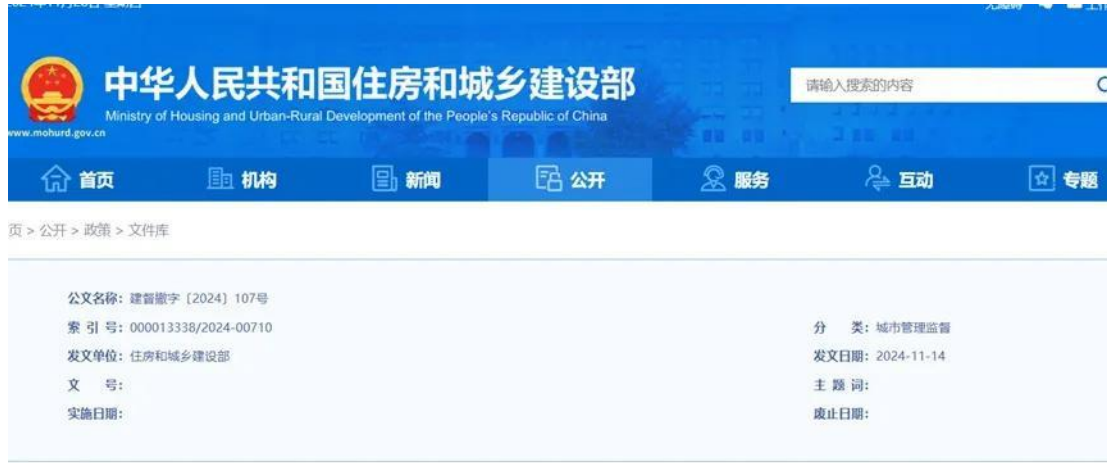 中华人民共和国住房和城乡建设部
Ministry of Housing and Urban-Rural Development of the People's Republic of China
www.mohurd.gov.cn
请输入搜索的内容
首页 机构 新闻 公开 服务 互动 专题
页 > 公开 > 政策 > 文件库
公文名称：建督撤字〔2024〕107号
索 引 号：000013338/2024-00710
分 类：城市管理监督
发文单位：住房和城乡建设部
发文日期：2024-11-14
文 号：
主 题 词：
实施日期：
废止日期：